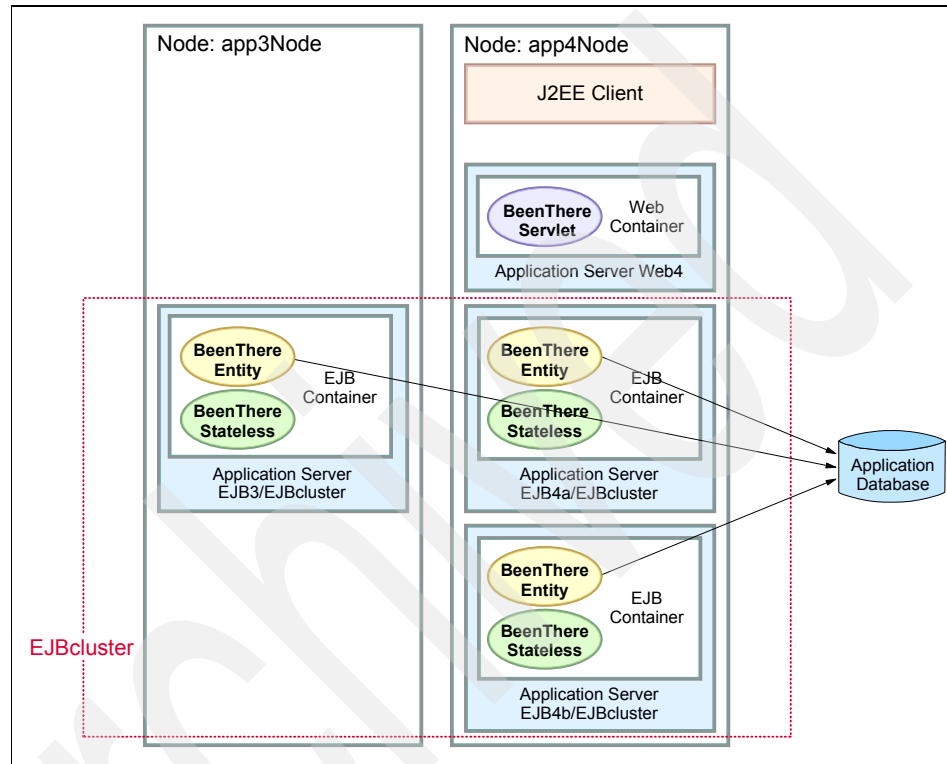 Node: app3Node
Node: app4Node
J2EE Client
BeenThere
Servlet
Web
Container
Application Server Web4
BeenThere
Entity
BeenThere
Stateless
EJB
Container
Application Server
EJB3/EJBcluster
BeenThere
Entity
BeenThere
Stateless
EJB
Container
Application Server
EJB4a/EJBcluster
Application
Database
BeenThere
Entity
BeenThere
Stateless
EJB
Container
Application Server
EJB4b/EJBcluster
EJBcluster